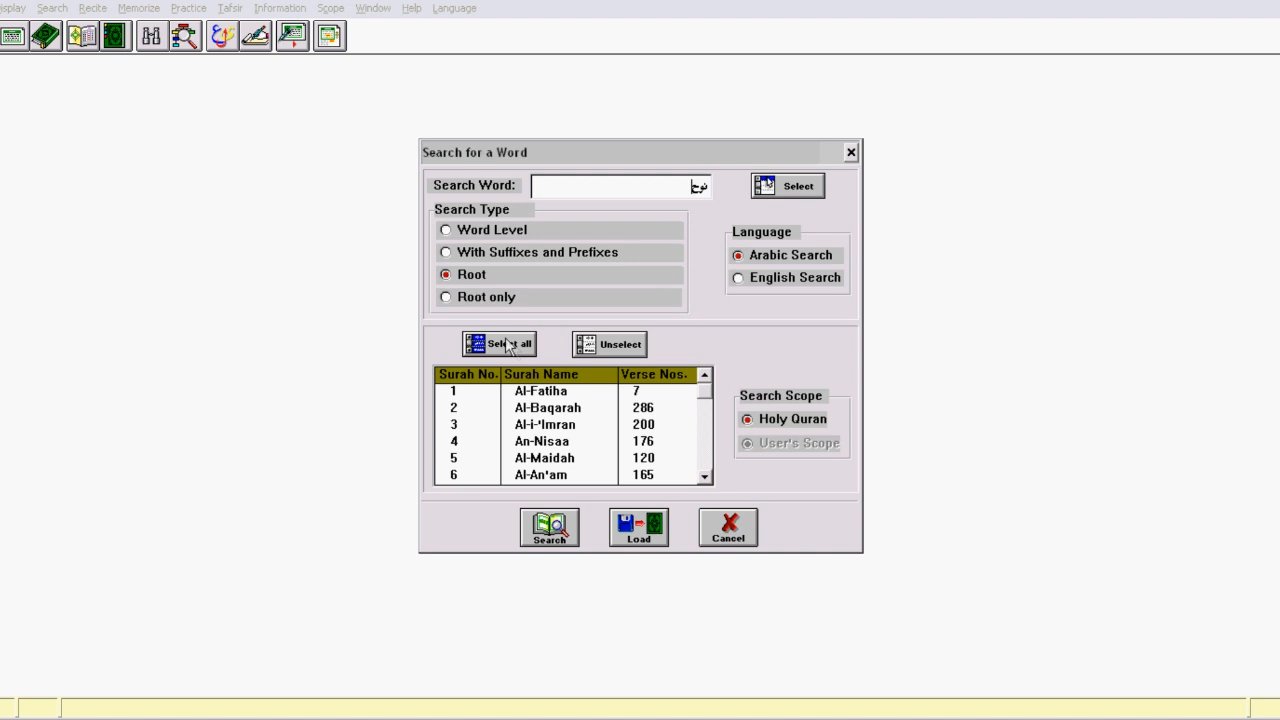 isplay Search Recite Memorize Practice Tafsir Information Scope Window Help Language
Search for a Word
Search Word: نوح Select
Search Type
Word Level
With Suffixes and Prefixes
Root
Root only
Language
Arabic Search
English Search
Select all Unselect
Surah No. Surah Name Verse Nos.
1 Al-Fatiha 7
2 Al-Baqarah 286
3 Al-i-'Imran 200
4 An-Nisaa 176
5 Al-Maidah 120
6 Al-An'am 165
Search Scope
Holy Quran
User's Scope
Search Load Cancel